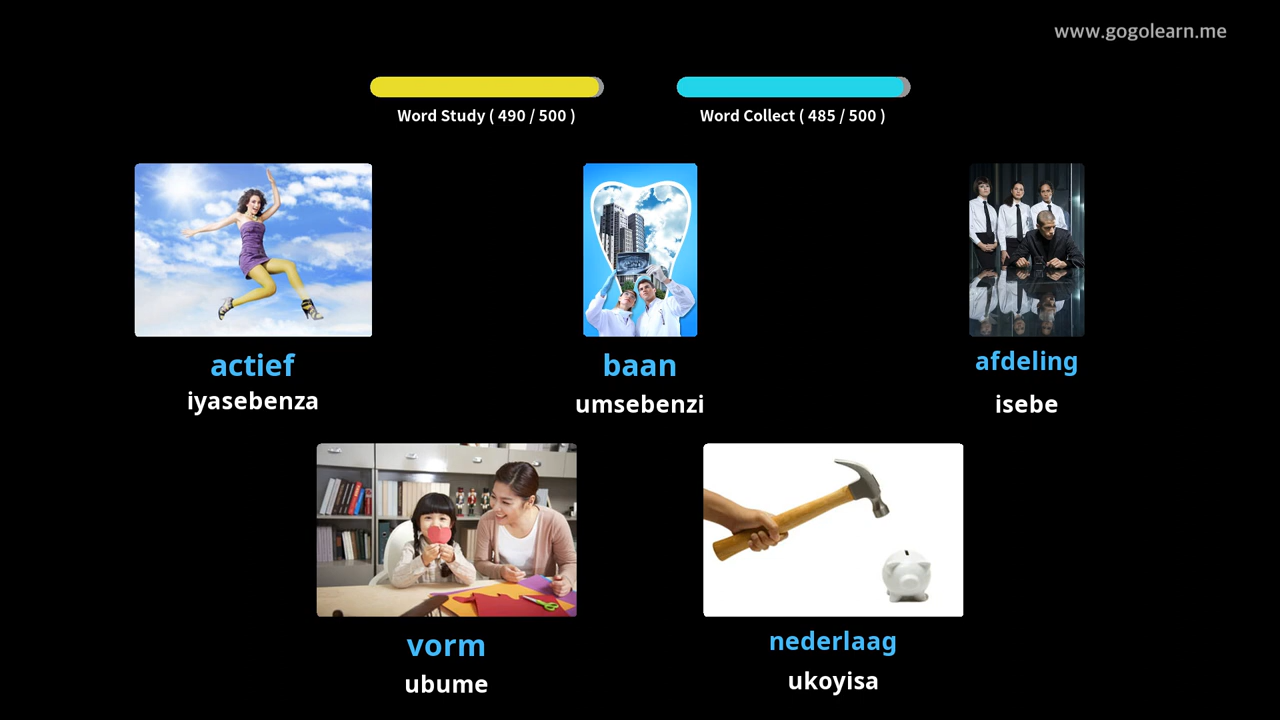 www.gogolearn.me
Word Study ( 490 / 500 )
Word Collect ( 485 / 500 )
actief
iyasebenza
baan
umsebenzi
afdeling
isebe
vorm
ubume
nederlaag
ukoyisa